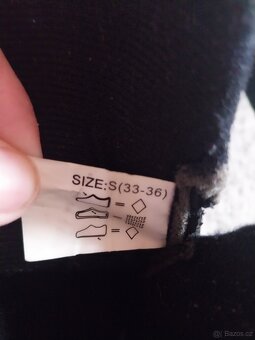 SIZE:S(33-36)
=
=
© Bazos.cz